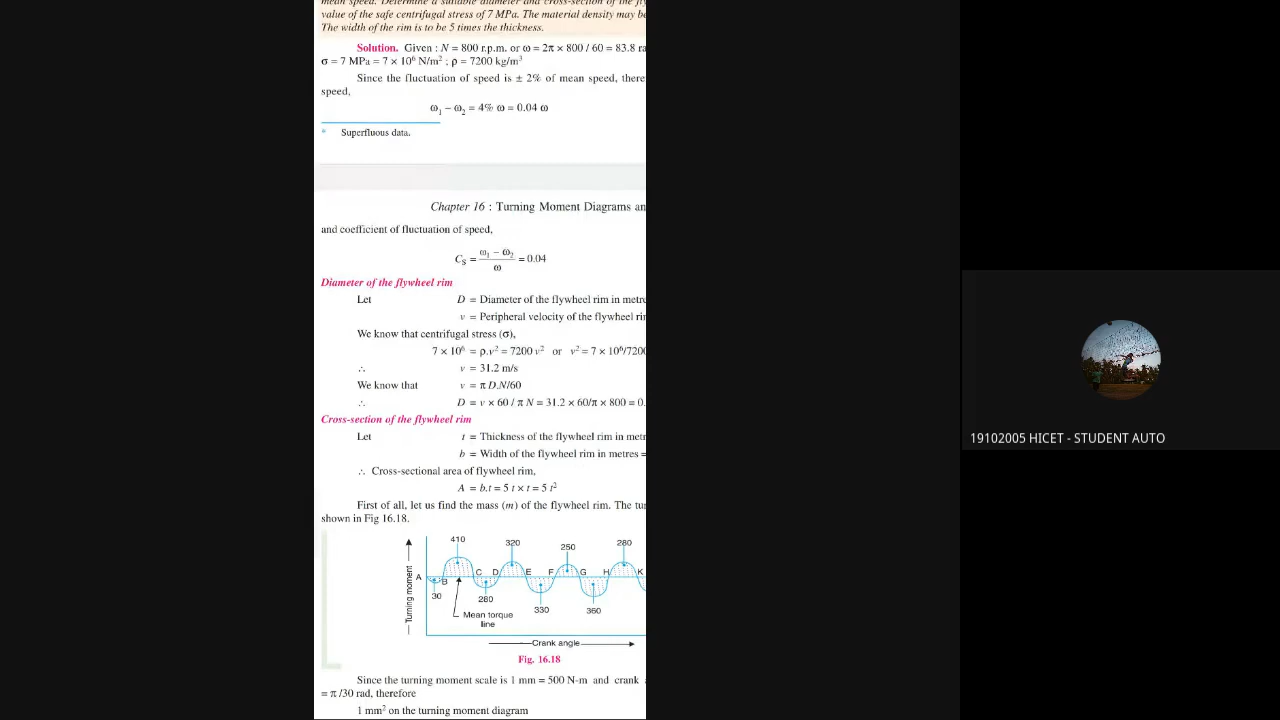 mean speed. Determine a suitable diameter and cross-section of the fly
value of the safe centrifugal stress of 7 MPa. The material density may be
The width of the rim is to be 5 times the thickness.
Solution. Given : N = 800 r.p.m. or ω = 2π × 800 / 60 = 83.8 ra
σ = 7 MPa = 7 × 10⁶ N/m² ; ρ = 7200 kg/m³
Since the fluctuation of speed is ± 2% of mean speed, there
speed,
ω₁ – ω₂ = 4% ω = 0.04 ω
* Superfluous data.
Chapter 16 : Turning Moment Diagrams an
and coefficient of fluctuation of speed,
C_S = (ω₁ – ω₂)/ω = 0.04
Diameter of the flywheel rim
Let D = Diameter of the flywheel rim in metre
v = Peripheral velocity of the flywheel ri
We know that centrifugal stress (σ),
7 × 10⁶ = ρ.v² = 7200 v² or v² = 7 × 10⁶/7200
∴ v = 31.2 m/s
We know that v = π D.N/60
∴ D = v × 60 / π N = 31.2 × 60/π × 800 = 0.
Cross-section of the flywheel rim
Let t = Thickness of the flywheel rim in metr
b = Width of the flywheel rim in metres =
∴ Cross-sectional area of flywheel rim,
A = b.t = 5 t × t = 5 t²
First of all, let us find the mass (m) of the flywheel rim. The tu
shown in Fig 16.18.
410 320 250 280
A B C D E F G H K
30 280 330 360
Turning moment
Mean torque
line
Crank angle
Fig. 16.18
Since the turning moment scale is 1 mm = 500 N-m and crank
= π /30 rad, therefore
1 mm² on the turning moment diagram
19102005 HICET - STUDENT AUTO